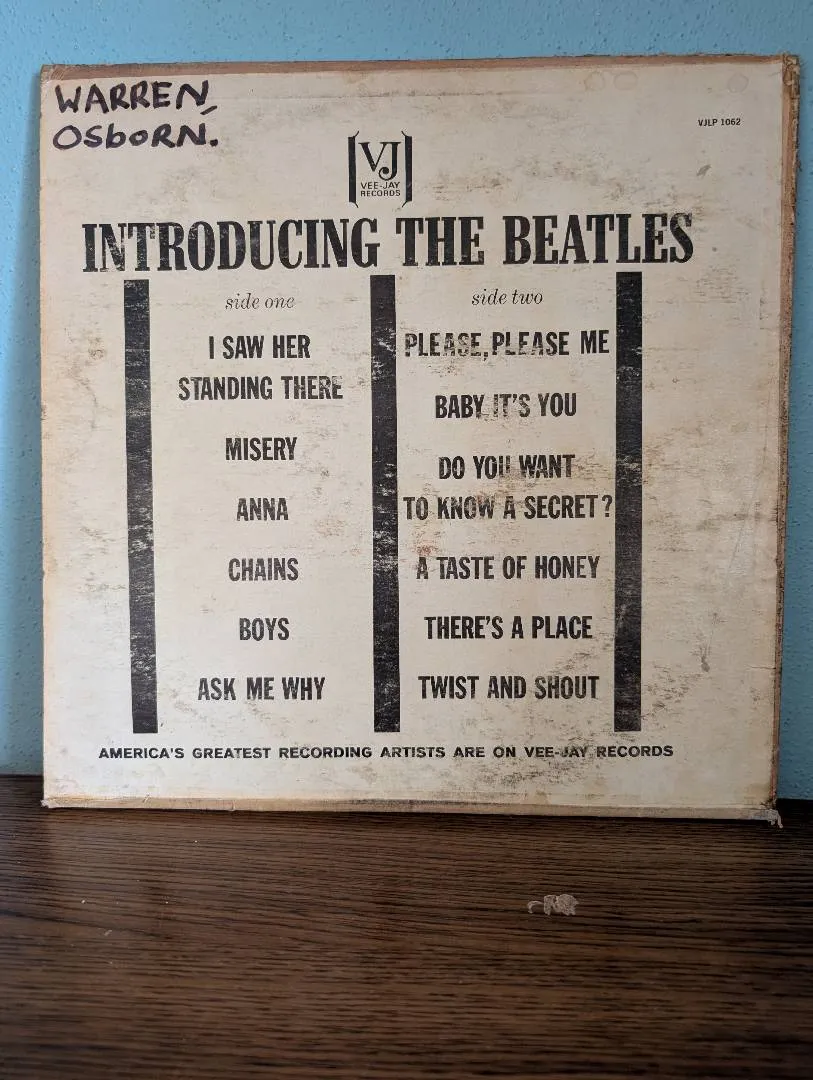 WARREN,
OSbORN.
VJLP 1062
VJ
VEE-JAY
RECORDS
INTRODUCING THE BEATLES
side one
I SAW HER
STANDING THERE
MISERY
ANNA
CHAINS
BOYS
ASK ME WHY
side two
PLEASE, PLEASE ME
BABY IT'S YOU
DO YOU WANT
TO KNOW A SECRET?
A TASTE OF HONEY
THERE'S A PLACE
TWIST AND SHOUT
AMERICA'S GREATEST RECORDING ARTISTS ARE ON VEE-JAY RECORDS